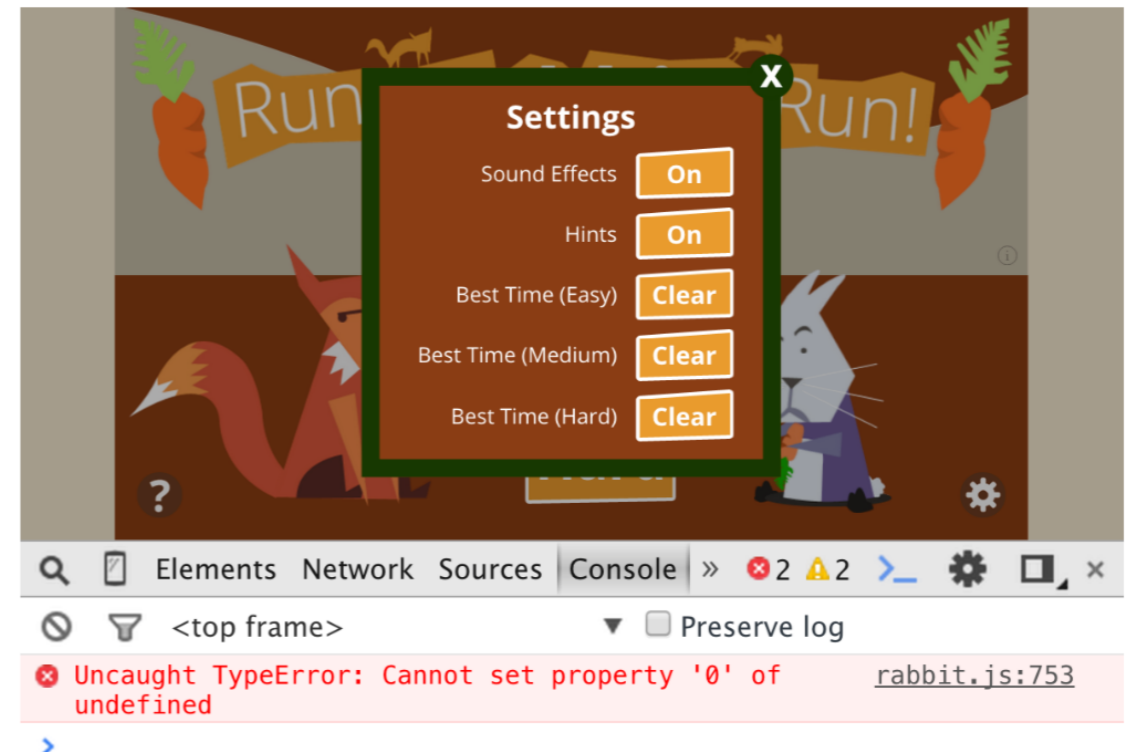 Run
Run!
X
Settings
Sound Effects On
Hints On
Best Time (Easy) Clear
Best Time (Medium) Clear
Best Time (Hard) Clear
?
Elements Network Sources Console » 2 2
<top frame> ▼ Preserve log
Uncaught TypeError: Cannot set property '0' of rabbit.js:753
undefined